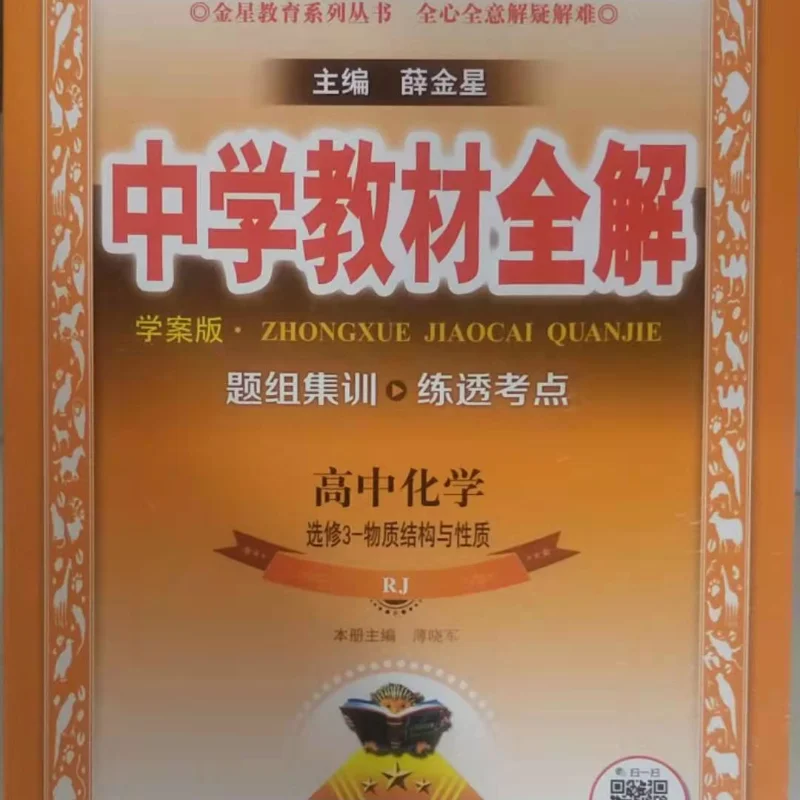 ◎金星教育系列丛书 全心全意解疑解难◎
主编 薛金星
中学教材全解
学案版·ZHONGXUE JIAOCAI QUANJIE
题组集训 练透考点
高中化学
选修3-物质结构与性质
RJ
本册主编 薄晓军
扫一扫